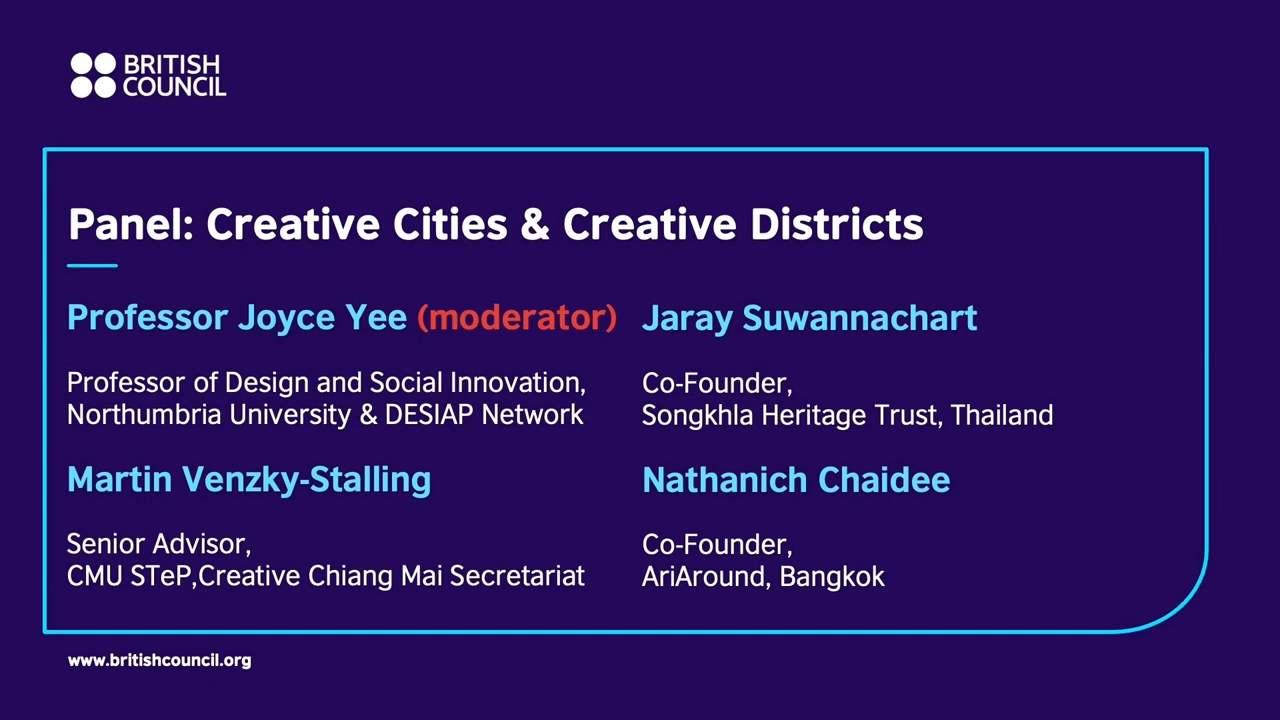 BRITISH
COUNCIL
Panel: Creative Cities & Creative Districts
Professor Joyce Yee (moderator)
Professor of Design and Social Innovation,
Northumbria University & DESIAP Network
Jaray Suwannachart
Co-Founder,
Songkhla Heritage Trust, Thailand
Martin Venzky-Stalling
Senior Advisor,
CMU STeP,Creative Chiang Mai Secretariat
Nathanich Chaidee
Co-Founder,
AriAround, Bangkok
www.britishcouncil.org